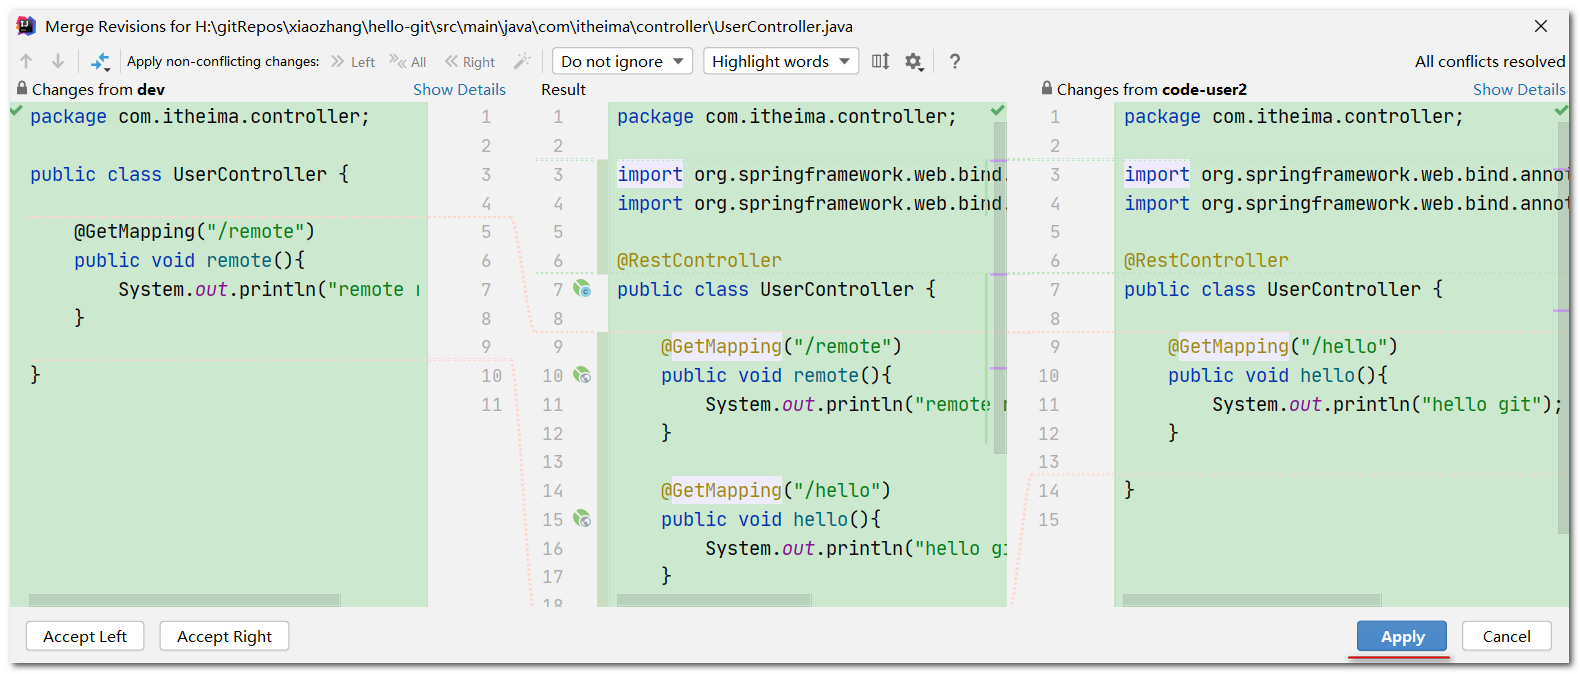 Merge Revisions for H:\gitRepos\xiaozhang\hello-git\src\main\java\com\itheima\controller\UserController.java
Apply non-conflicting changes: Left All Right Do not ignore Highlight words ? All conflicts resolved
Changes from dev Show Details Result Changes from code-user2 Show Details
package com.itheima.controller;
public class UserController {
@GetMapping("/remote")
public void remote(){
System.out.println("remote
}
}
1
2
3
4
5
6
7
8
9
10
11
1
2
3
4
5
6
7
8
9
10
11
12
13
14
15
16
17
18
package com.itheima.controller;
import org.springframework.web.bind.
import org.springframework.web.bind.
@RestController
public class UserController {
@GetMapping("/remote")
public void remote(){
System.out.println("remote
}
@GetMapping("/hello")
public void hello(){
System.out.println("hello gi
}
1
2
3
4
5
6
7
8
9
10
11
12
13
14
15
package com.itheima.controller;
import org.springframework.web.bind.annot
import org.springframework.web.bind.annot
@RestController
public class UserController {
@GetMapping("/hello")
public void hello(){
System.out.println("hello git");
}
}
Accept Left Accept Right Apply Cancel